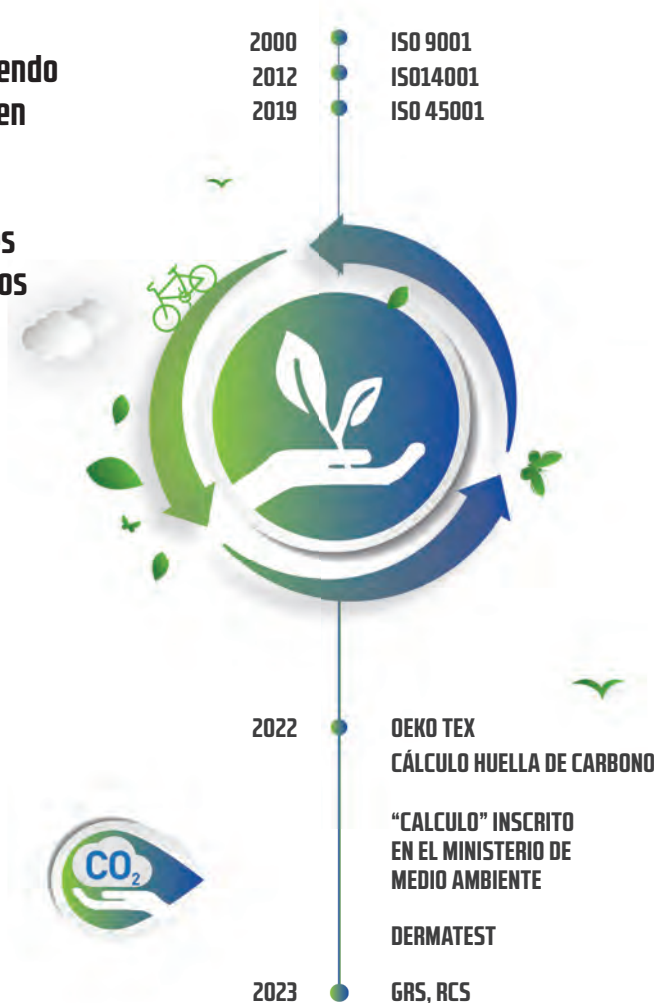 2000 ISO 9001
2012 ISO14001
2019 ISO 45001
endo
en
s
os
2022 OEKO TEX
CÁLCULO HUELLA DE CARBONO
“CALCULO” INSCRITO
EN EL MINISTERIO DE
MEDIO AMBIENTE
CO₂
DERMATEST
2023 GRS, RCS